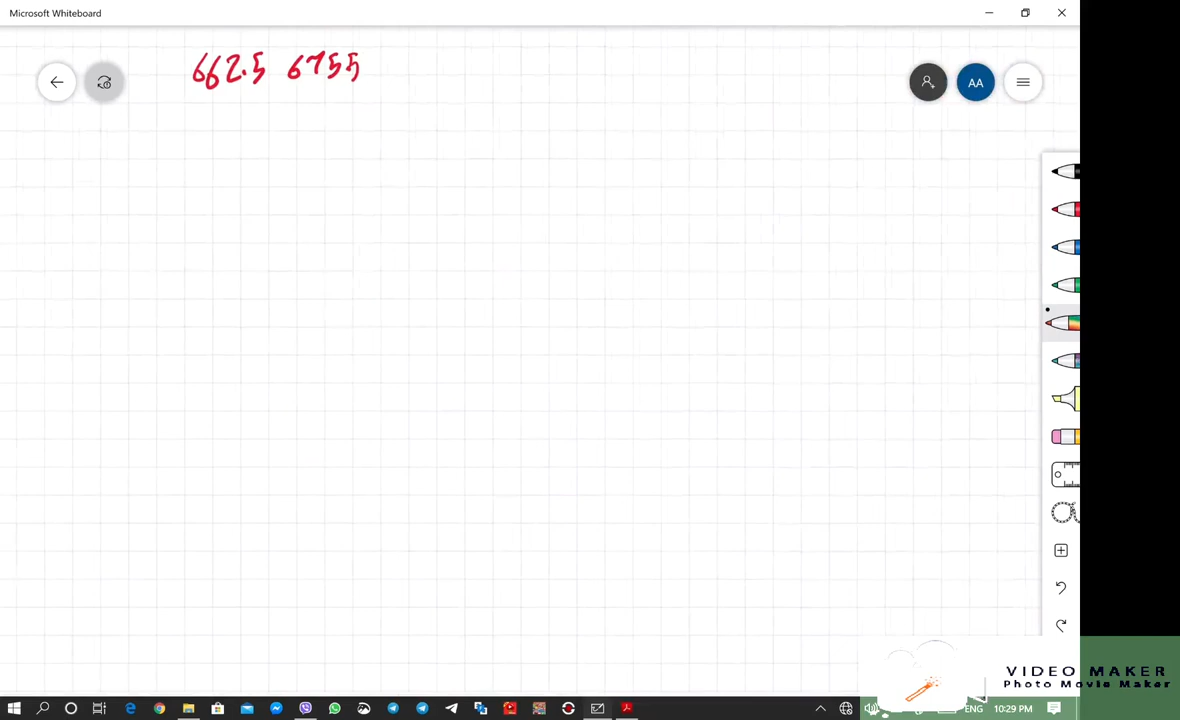 Microsoft Whiteboard
662.5 6755
AA
VIDEO MAKER
Photo Movie Maker
ENG 10:29 PM